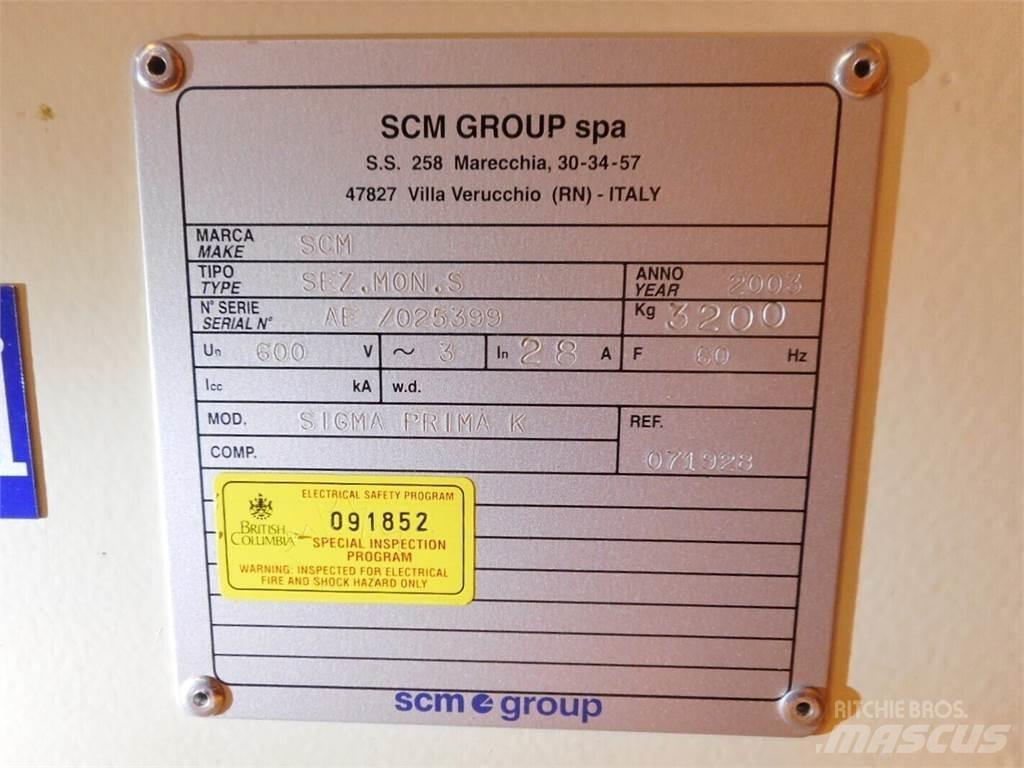 SCM GROUP spa
S.S. 258 Marecchia, 30-34-57
47827 Villa Verucchio (RN) - ITALY
MARCA
MAKE SCM
TIPO
TYPE SEZ.MON.S ANNO
YEAR 2003
N° SERIE
SERIAL N° AB /025399 Kg 3200
Un 600 V ~ 3 In 28 A F 60 Hz
Icc kA w.d.
MOD. SIGMA PRIMA K REF.
COMP. 071928
ELECTRICAL SAFETY PROGRAM
BRITISH
COLUMBIA
091852
SPECIAL INSPECTION
PROGRAM
WARNING: INSPECTED FOR ELECTRICAL
FIRE AND SHOCK HAZARD ONLY
scm group
RITCHIE BROS.
MASCUS